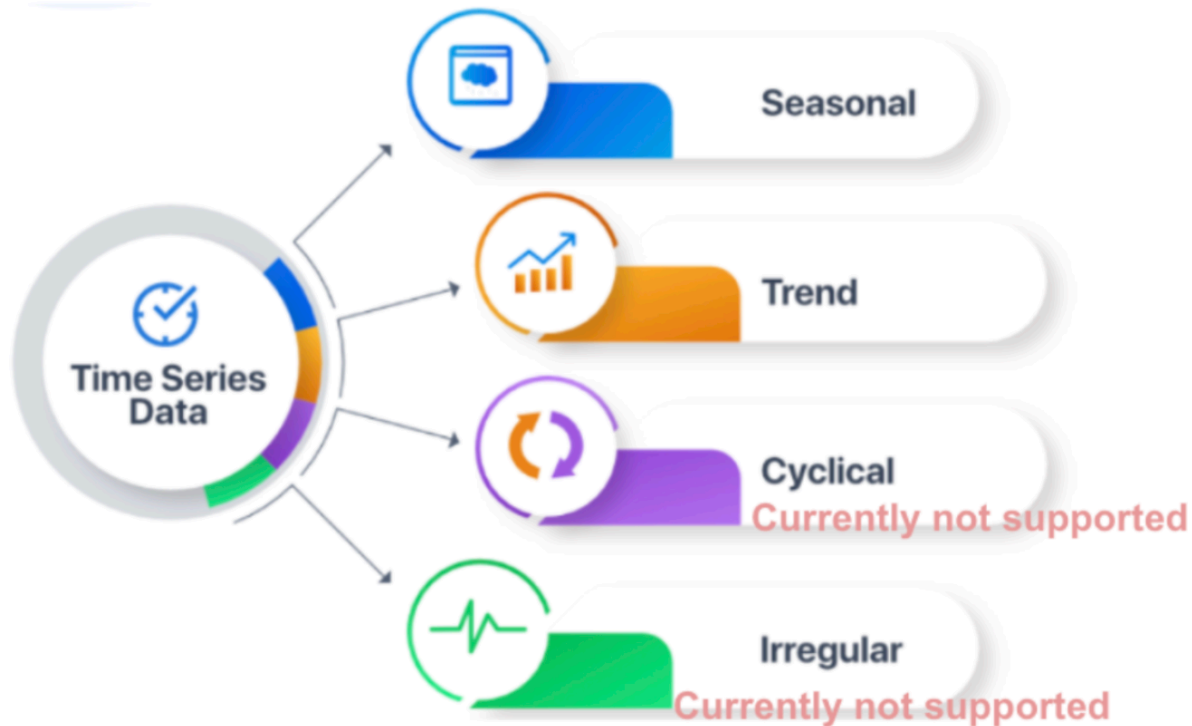 Seasonal
Time Series
Data
Trend
Cyclical
Currently not supported
Irregular
Currently not supported